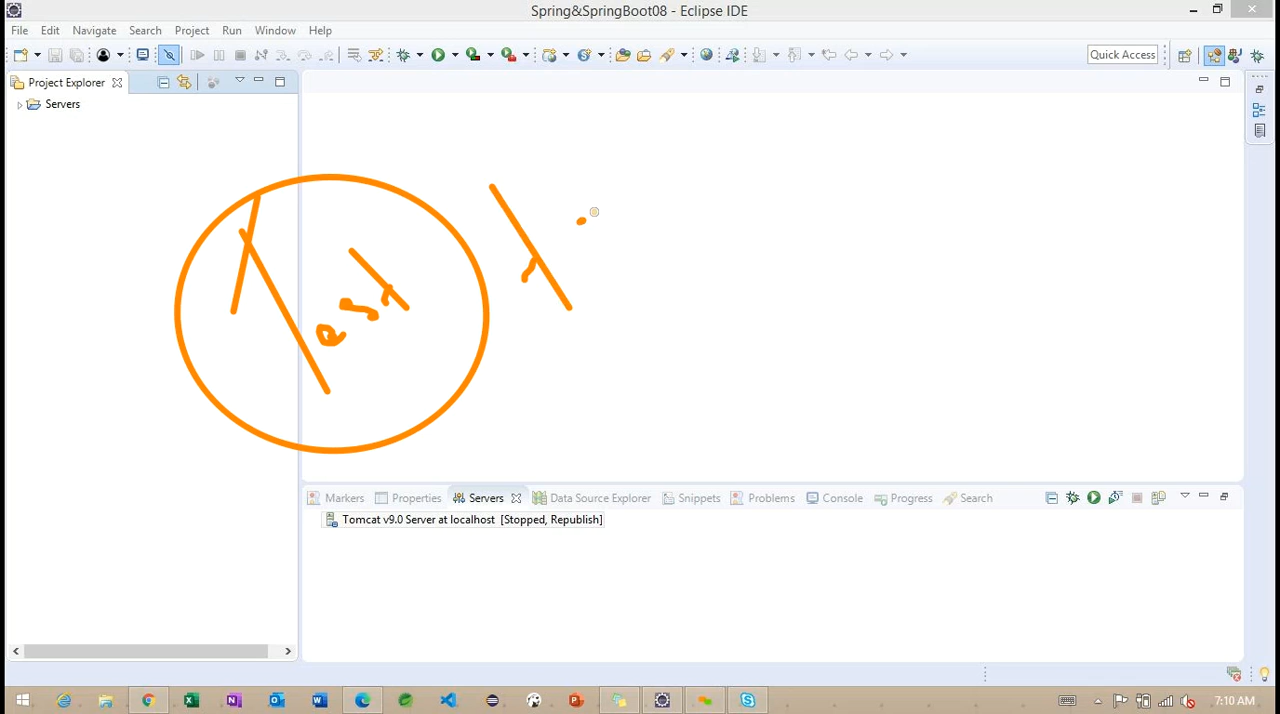 Spring&SpringBoot08 - Eclipse IDE
File Edit Navigate Search Project Run Window Help
Quick Access
Project Explorer
Servers
Test
Markers Properties Servers Data Source Explorer Snippets Problems Console Progress Search
Tomcat v9.0 Server at localhost [Stopped, Republish]
7:10 AM